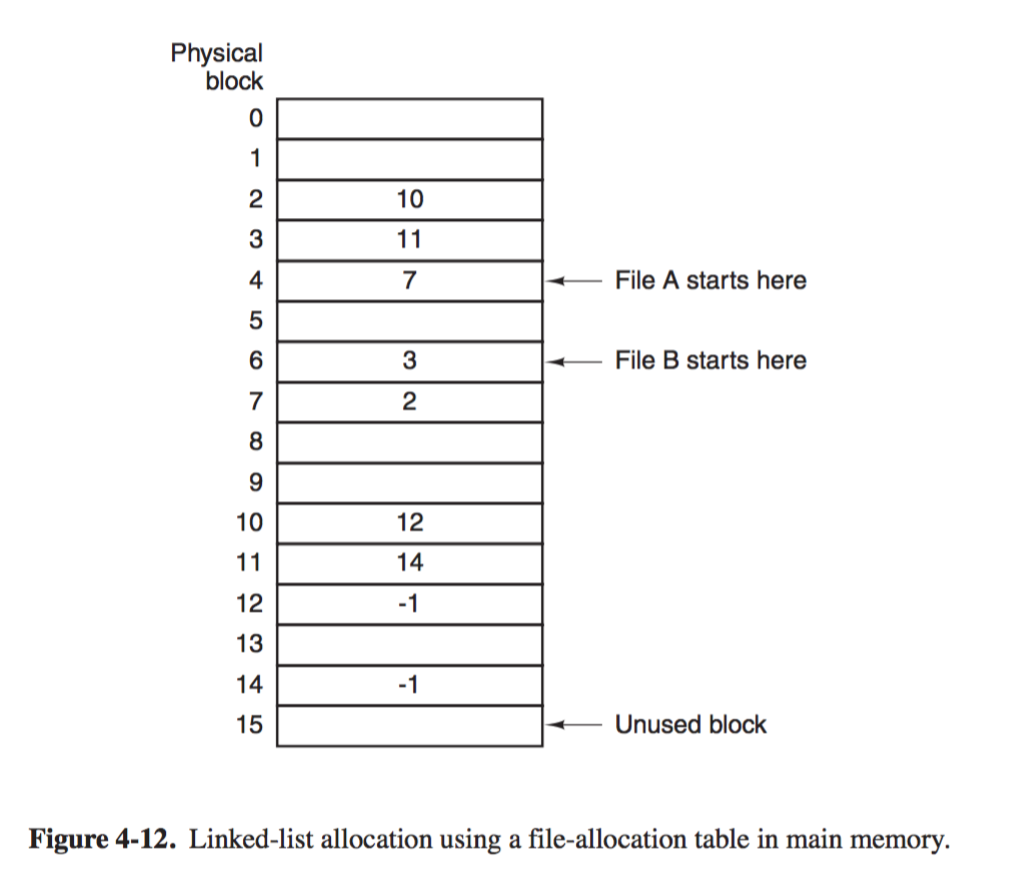 Physical
block
0
1
2 10
3 11
4 7 File A starts here
5
6 3 File B starts here
7 2
8
9
10 12
11 14
12 -1
13
14 -1
15 Unused block
Figure 4-12. Linked-list allocation using a file-allocation table in main memory.